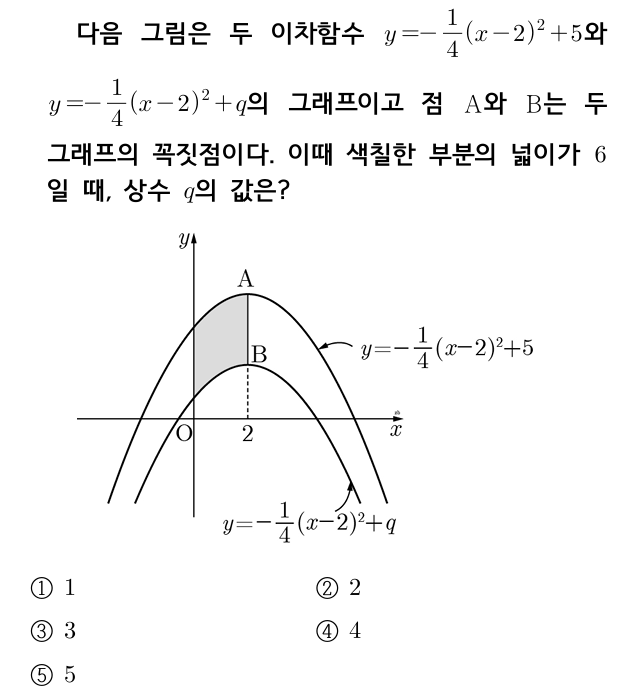 다음 그림은 두 이차함수 y=-\frac{1}{4}(x-2)^2+5와
y=-\frac{1}{4}(x-2)^2+q의 그래프이고 점 A와 B는 두
그래프의 꼭짓점이다. 이때 색칠한 부분의 넓이가 6
일 때, 상수 q의 값은?
y
A
y=-\frac{1}{4}(x-2)^2+5
B
O
2
x
y=-\frac{1}{4}(x-2)^2+q
① 1
② 2
③ 3
④ 4
⑤ 5